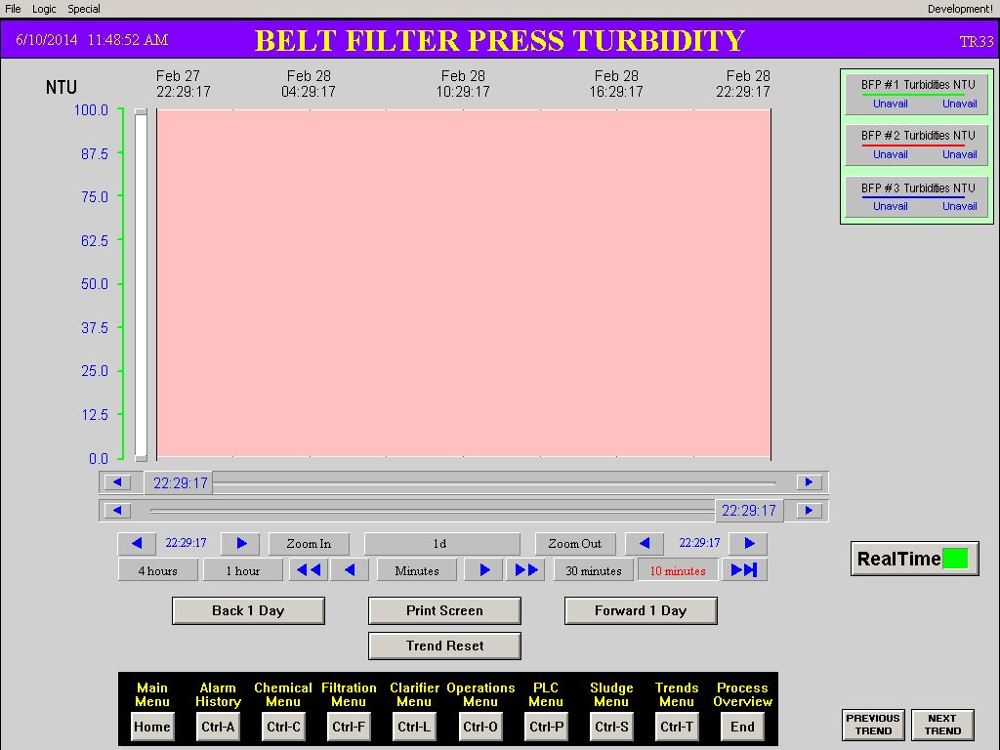 File Logic Special Development!
6/10/2014 11:48:52 AM BELT FILTER PRESS TURBIDITY TR33
NTU
Feb 27 Feb 28 Feb 28 Feb 28 Feb 28
22:29:17 04:29:17 10:29:17 16:29:17 22:29:17
100.0
87.5
75.0
62.5
50.0
37.5
25.0
12.5
0.0
BFP #1 Turbidities NTU
Unavail Unavail
BFP #2 Turbidities NTU
Unavail Unavail
BFP #3 Turbidities NTU
Unavail Unavail
22:29:17
22:29:17
22:29:17 Zoom In 1d Zoom Out 22:29:17
4 hours 1 hour Minutes 30 minutes 10 minutes
RealTime
Back 1 Day Print Screen Forward 1 Day
Trend Reset
Main Alarm Chemical Filtration Clarifier Operations PLC Sludge Trends Process
Menu History Menu Menu Menu Menu Menu Menu Menu Overview
Home Ctrl-A Ctrl-C Ctrl-F Ctrl-L Ctrl-O Ctrl-P Ctrl-S Ctrl-T End
PREVIOUS NEXT
TREND TREND